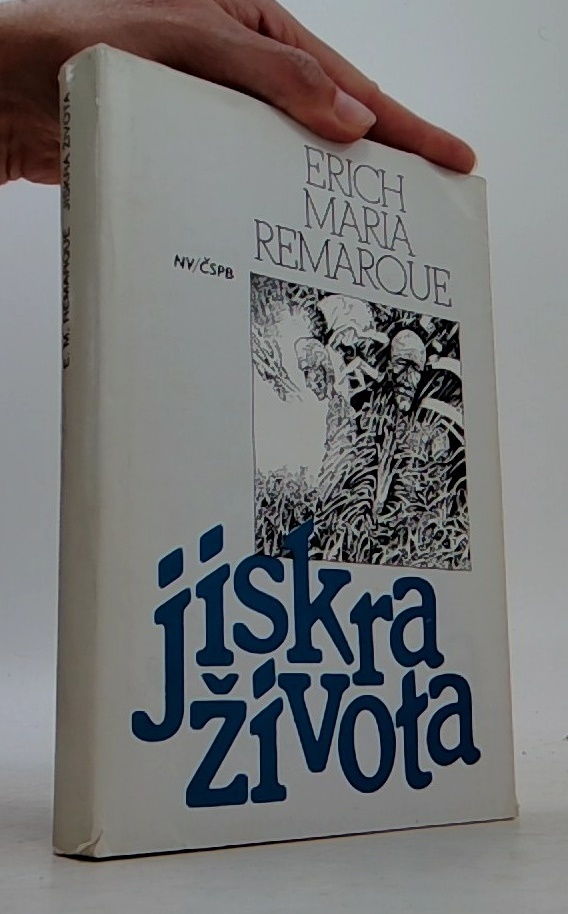 ERICH
MARIA
REMARQUE
NV/ČSPB
jiskra
života
E. M. REMARQUE JISKRA ŽIVOTA